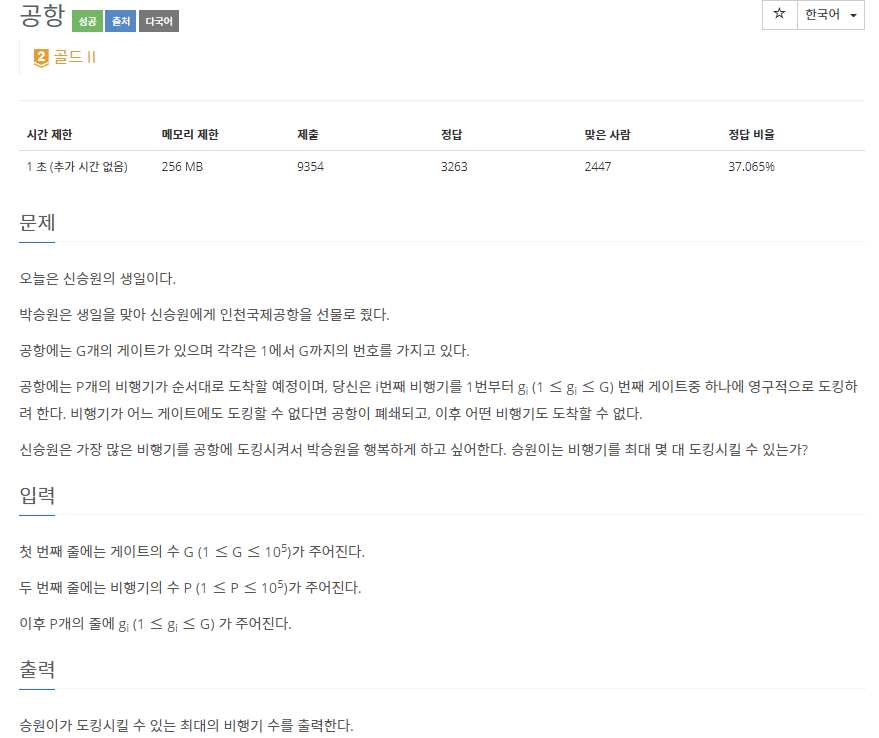 공항 성공 출처 다국어
☆ 한국어
2 골드 II
시간 제한 메모리 제한 제출 정답 맞은 사람 정답 비율
1 초 (추가 시간 없음) 256 MB 9354 3263 2447 37.065%
문제
오늘은 신승원의 생일이다.
박승원은 생일을 맞아 신승원에게 인천국제공항을 선물로 줬다.
공항에는 G개의 게이트가 있으며 각각은 1에서 G까지의 번호를 가지고 있다.
공항에는 P개의 비행기가 순서대로 도착할 예정이며, 당신은 i번째 비행기를 1번부터 gi (1 ≤ gi ≤ G) 번째 게이트중 하나에 영구적으로 도킹하
려 한다. 비행기가 어느 게이트에도 도킹할 수 없다면 공항이 폐쇄되고, 이후 어떤 비행기도 도착할 수 없다.
신승원은 가장 많은 비행기를 공항에 도킹시켜서 박승원을 행복하게 하고 싶어한다. 승원이는 비행기를 최대 몇 대 도킹시킬 수 있는가?
입력
첫 번째 줄에는 게이트의 수 G (1 ≤ G ≤ 10⁵)가 주어진다.
두 번째 줄에는 비행기의 수 P (1 ≤ P ≤ 10⁵)가 주어진다.
이후 P개의 줄에 gi (1 ≤ gi ≤ G) 가 주어진다.
출력
승원이가 도킹시킬 수 있는 최대의 비행기 수를 출력한다.